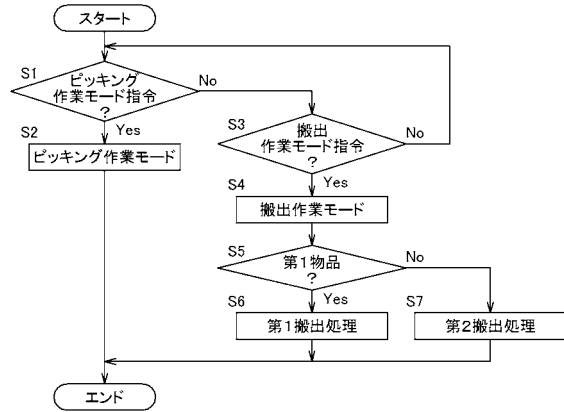 スタート
S1
ピッキング
作業モード指令
?
No
Yes
S2
ピッキング作業モード
S3
搬出
作業モード指令
?
No
Yes
S4
搬出作業モード
S5
第1物品
?
No
Yes
S6
第1搬出処理
S7
第2搬出処理
エンド